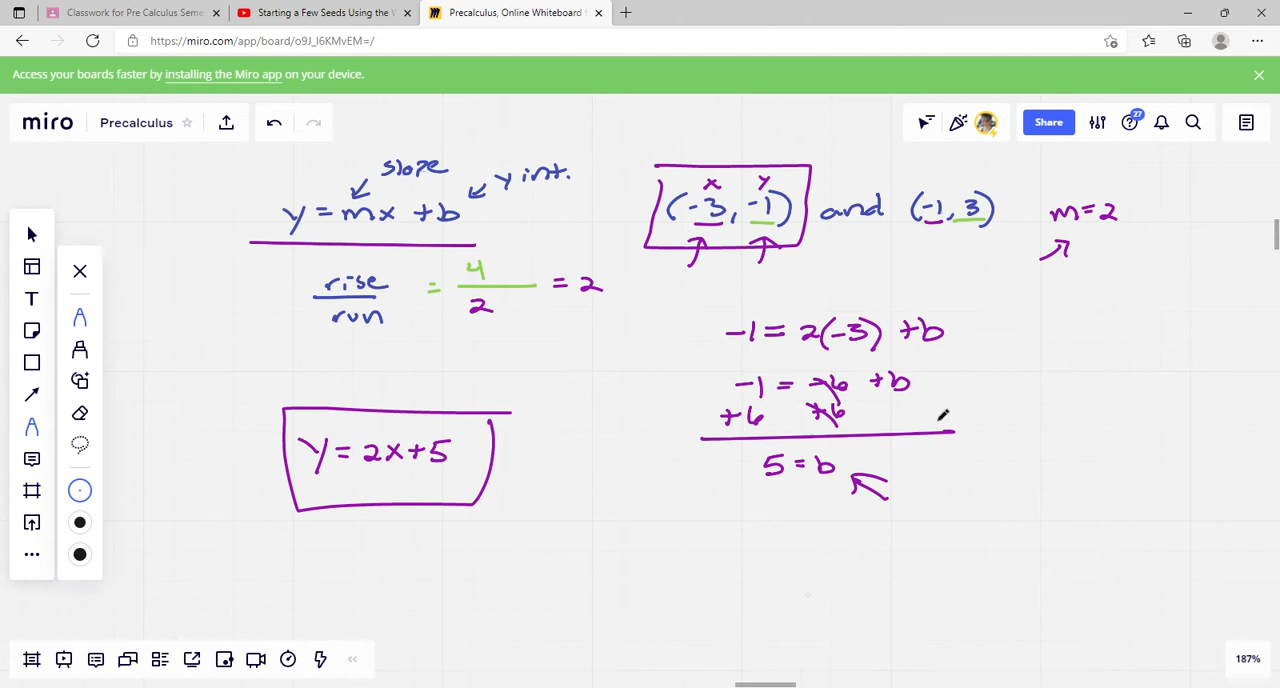 Classwork for Pre Calculus Seme
Starting a Few Seeds Using the W
Precalculus, Online Whiteboard f
https://miro.com/app/board/o9J_l6KMvEM=/
Access your boards faster by installing the Miro app on your device.
miro
Precalculus
Share
27
slope
y int.
y = mx + b
rise
run
= 4
2
= 2
y = 2x+5
x y
(-3, -1) and (-1, 3)
m=2
-1 = 2(-3) +b
-1 = -6 +b
+6 +6
5 = b
187%